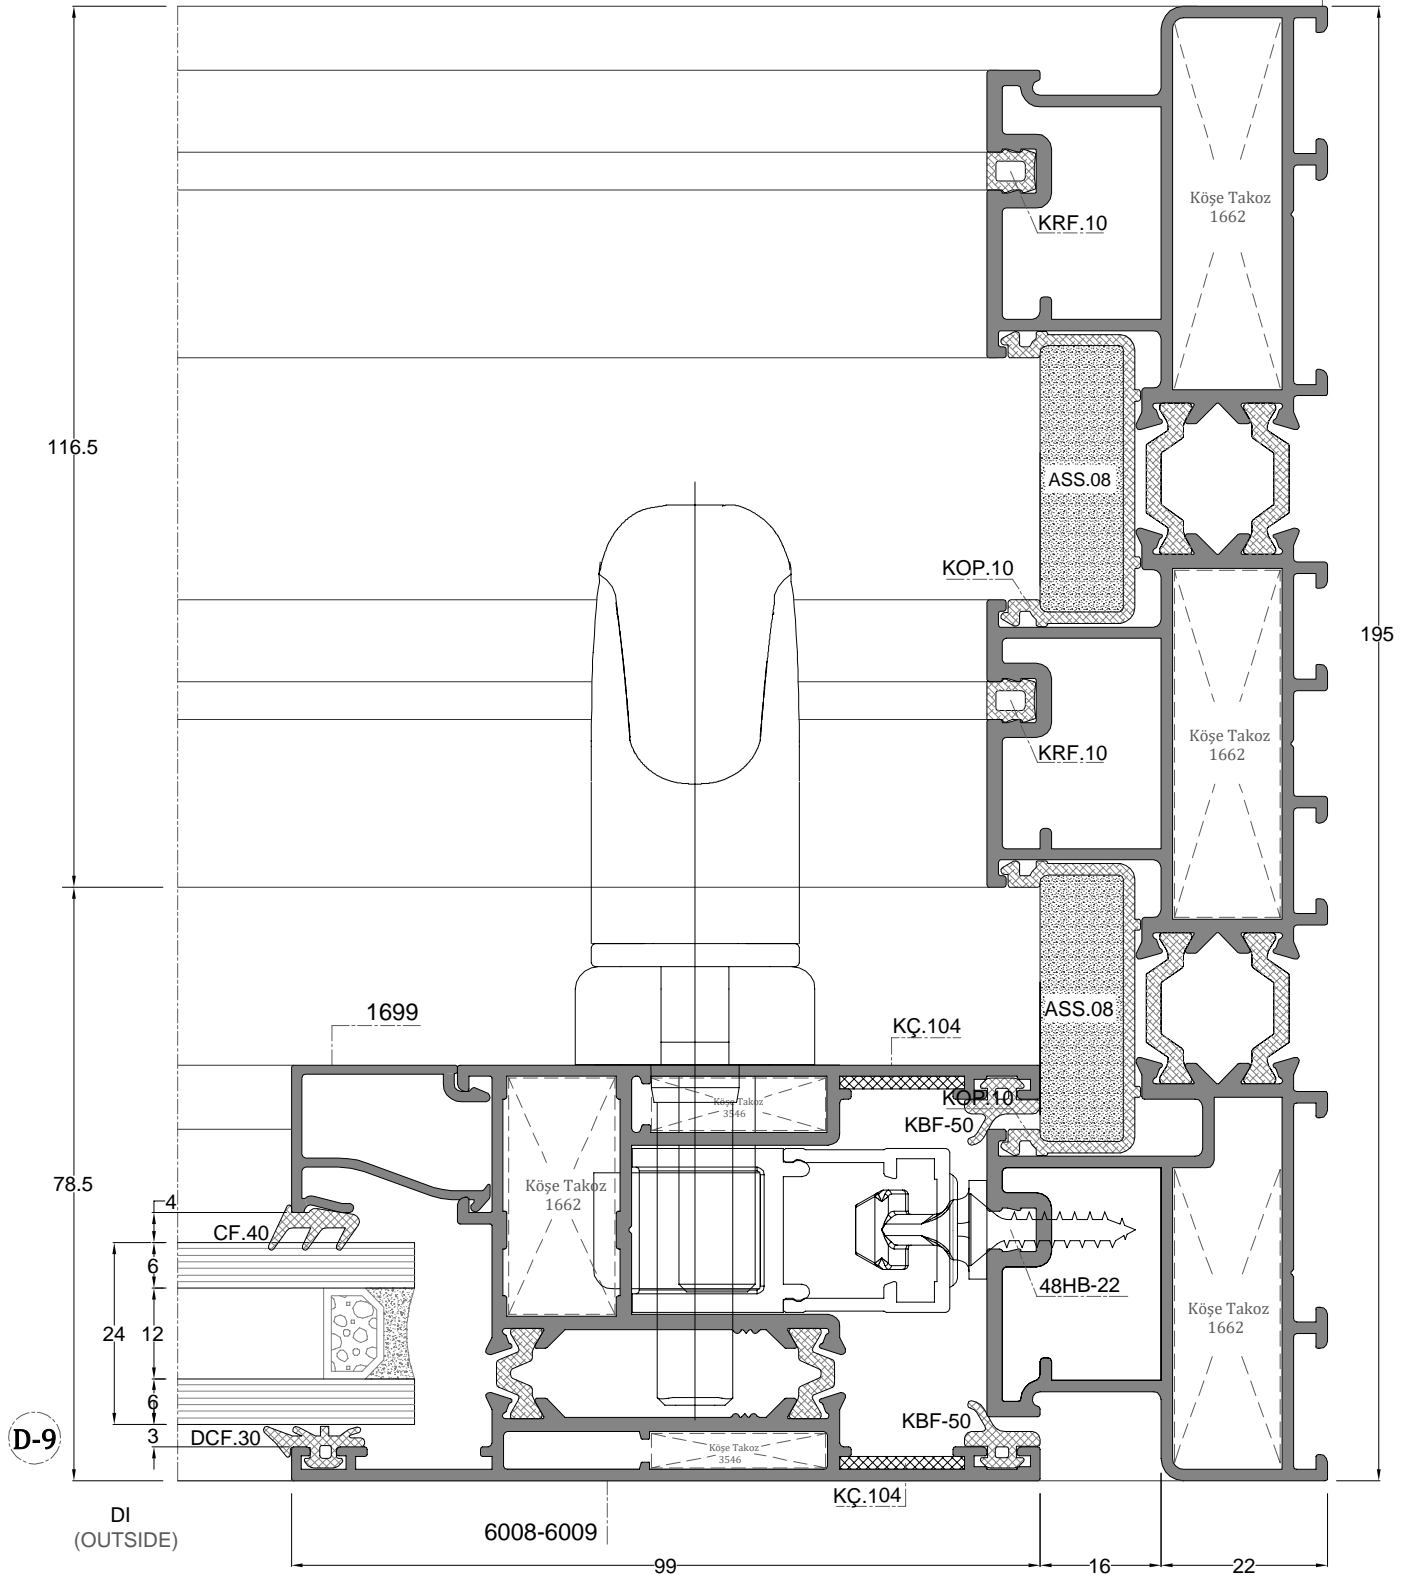 Köşe Takoz
1662
KRF.10
116.5
ASS.08
KOP.10
195
KRF.10
Köşe Takoz
1662
1699
KÇ.104
ASS.08
Köşe Takoz
3546
KOP.10
KBF-50
78.5
4
Köşe Takoz
1662
CF.40
6
48HB-22
24
12
Köşe Takoz
1662
6
KBF-50
D-9
3
DCF.30
Köşe Takoz
3546
KÇ.104
DI
(OUTSIDE)
6008-6009
99
16
22